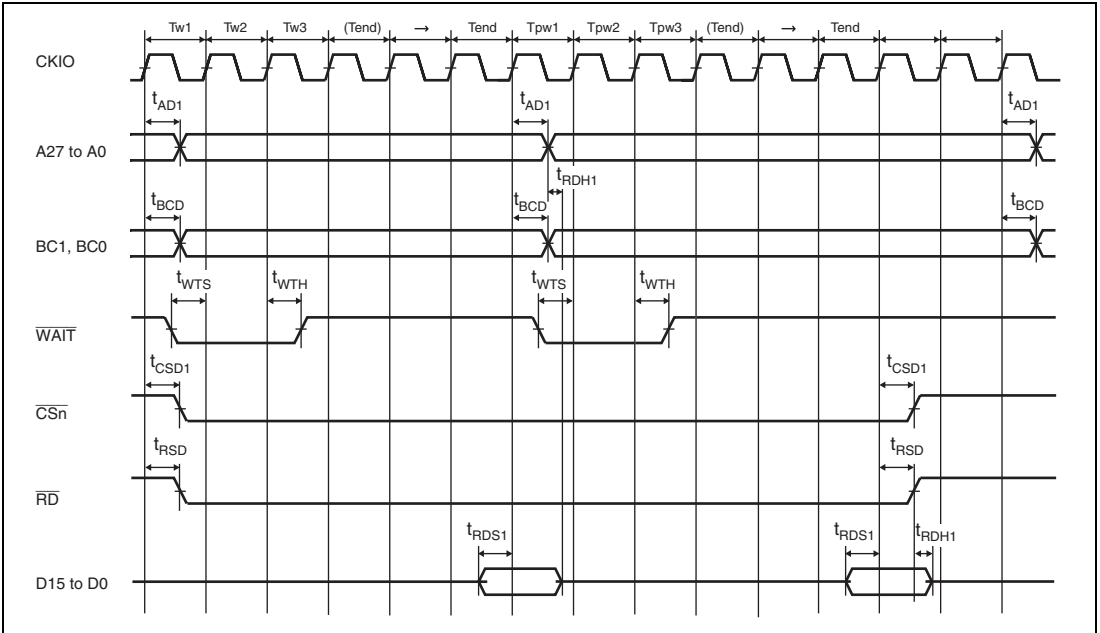 Tw1 Tw2 Tw3 (Tend) → Tend Tpw1 Tpw2 Tpw3 (Tend) → Tend
CKIO
tAD1 tAD1 tAD1
A27 to A0
tRDH1
tBCD tBCD tBCD
BC1, BC0
tWTS tWTH tWTS tWTH
WAIT
tCSD1 tCSD1
CSn
tRSD tRSD
RD
tRDS1 tRDS1 tRDH1
D15 to D0